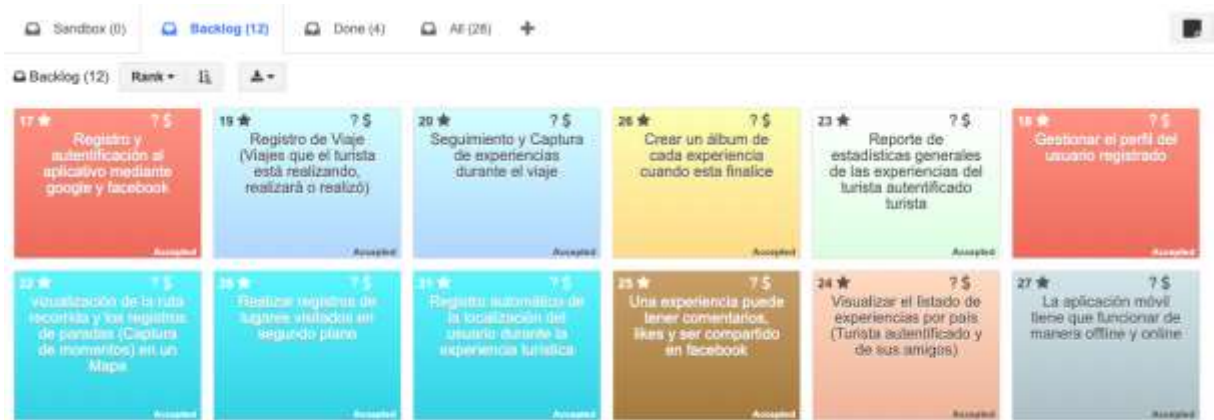 Sandbox (0) Backlog (12) Done (4) All (28) +
Backlog (12) Rank
17 ? $
Registro y
autentificación al
aplicativo mediante
google y facebook
Accepted
19 ? $
Registro de Viaje
(Viajes que el turista
está realizando,
realizará o realizó)
Accepted
20 ? $
Seguimiento y Captura
de experiencias
durante el viaje
Accepted
26 ? $
Crear un álbum de
cada experiencia
cuando esta finalice
Accepted
23 ? $
Reporte de
estadísticas generales
de las experiencias del
turista autentificado
turista
Accepted
18 ? $
Gestionar el perfil del
usuario registrado
Accepted
22 ? $
vizualización de la ruta
recorrida y los registros
de paradas (Captura
de momentos) en un
Mapa
Accepted
? $
Realizar registros de
lugares visitados en
segundo plano
Accepted
? $
Registro automático de
la localización del
usuario durante la
experiencia turística
Accepted
25 ? $
Una experiencia puede
tener comentarios,
likes y ser compartido
en facebook
Accepted
24 ? $
Visualizar el listado de
experiencias por país
(Turista autentificado y
de sus amigos)
Accepted
27 ? $
La aplicación móvil
tiene que funcionar de
manera offline y online
Accepted